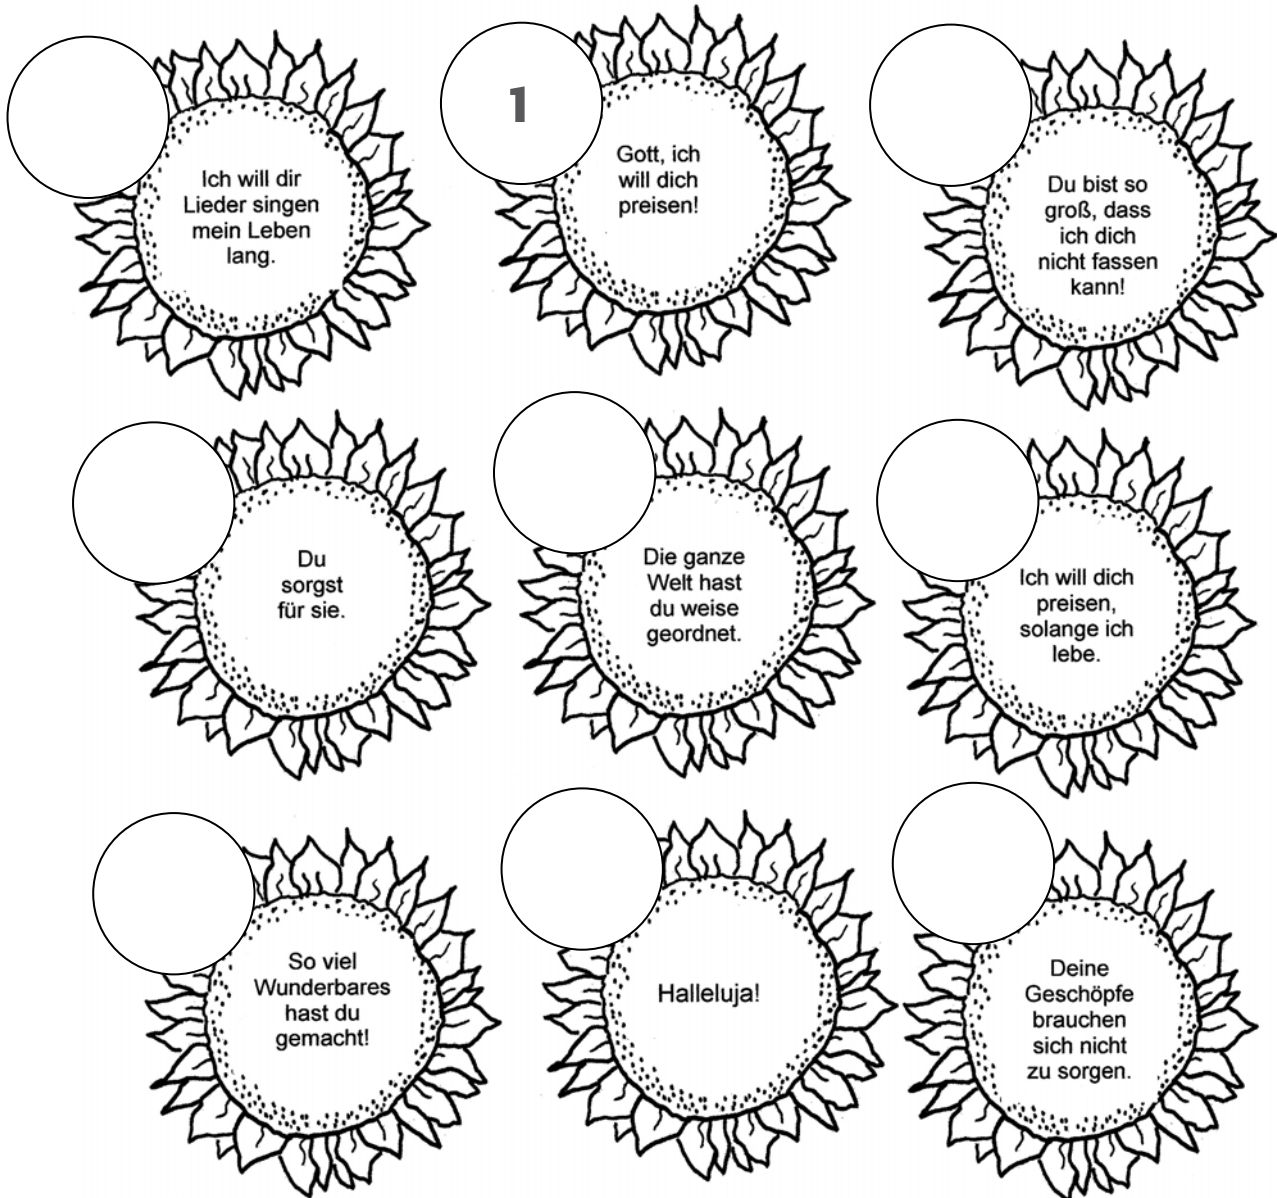 Ich will dir
Lieder singen
mein Leben
lang.
1
Gott, ich
will dich
preisen!
Du bist so
groß, dass
ich dich
nicht fassen
kann!
Du
sorgst
für sie.
Die ganze
Welt hast
du weise
geordnet.
Ich will dich
preisen,
solange ich
lebe.
So viel
Wunderbares
hast du
gemacht!
Halleluja!
Deine
Geschöpfe
brauchen
sich nicht
zu sorgen.